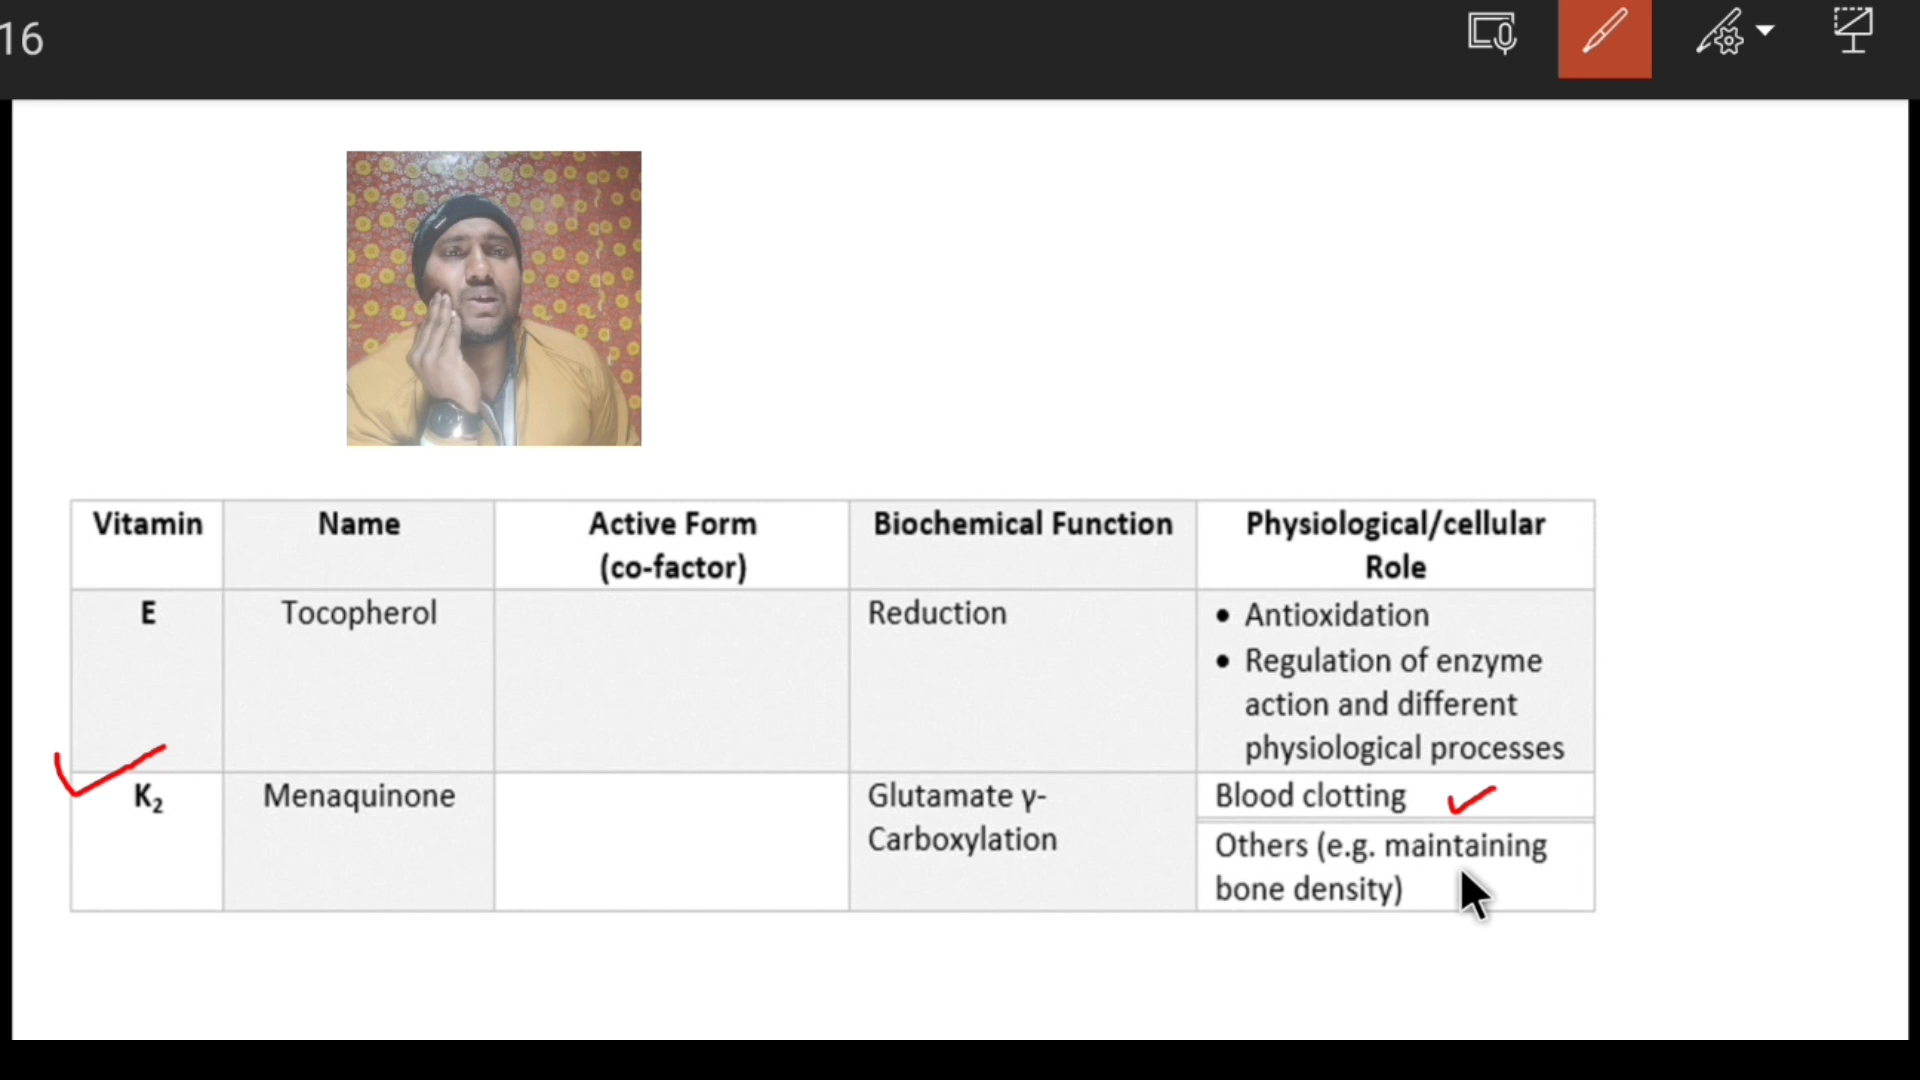 16
Vitamin Name Active Form Biochemical Function Physiological/cellular
(co-factor) Role
E Tocopherol Reduction • Antioxidation
• Regulation of enzyme
action and different
physiological processes
K₂ Menaquinone Glutamate γ- Blood clotting
Carboxylation Others (e.g. maintaining
bone density)